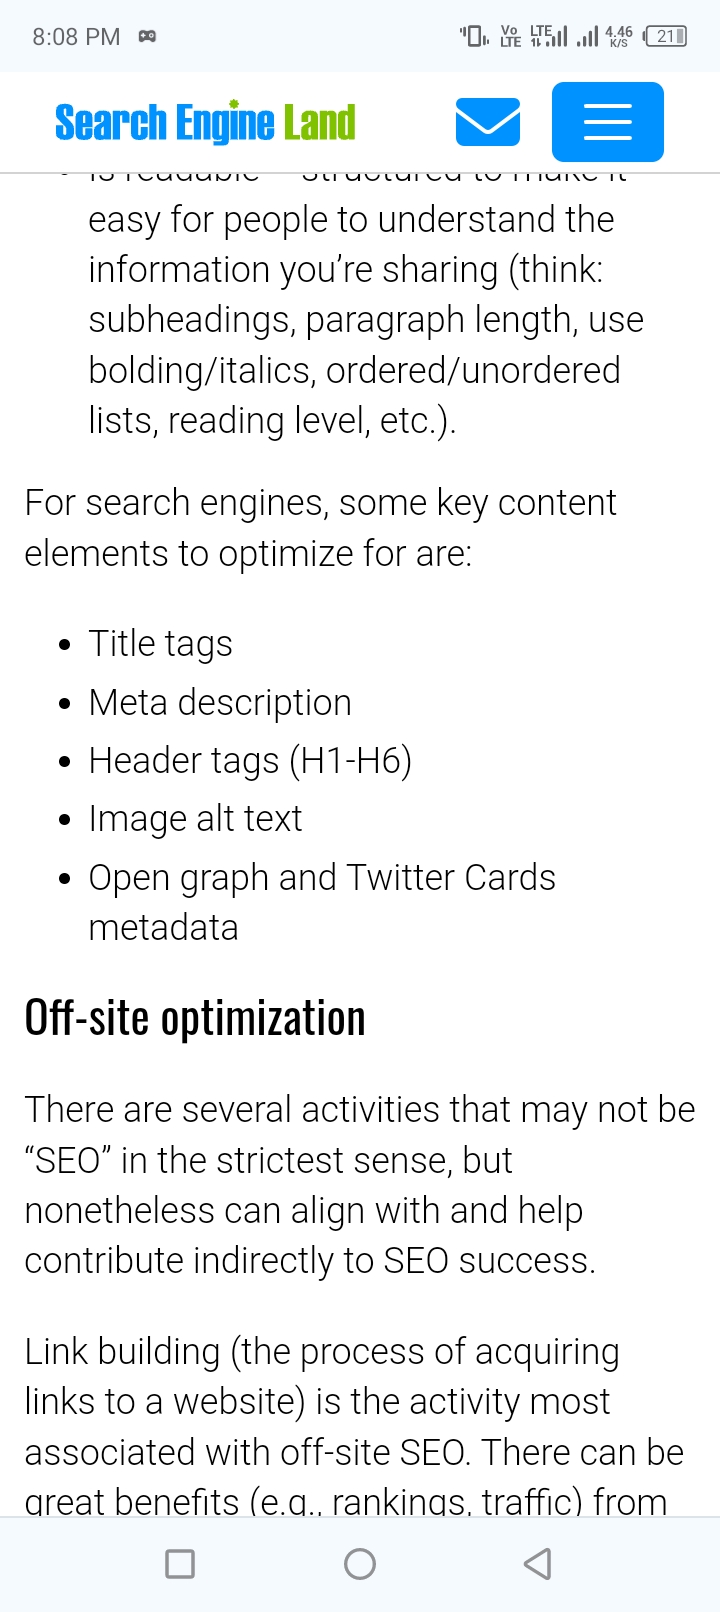 8:08 PM
Vo LTE LTE 4.46 K/S 21
Search Engine Land
easy for people to understand the
information you’re sharing (think:
subheadings, paragraph length, use
bolding/italics, ordered/unordered
lists, reading level, etc.).
For search engines, some key content
elements to optimize for are:
• Title tags
• Meta description
• Header tags (H1-H6)
• Image alt text
• Open graph and Twitter Cards
metadata
Off-site optimization
There are several activities that may not be
“SEO” in the strictest sense, but
nonetheless can align with and help
contribute indirectly to SEO success.
Link building (the process of acquiring
links to a website) is the activity most
associated with off-site SEO. There can be
great benefits (e.g., rankings, traffic) from